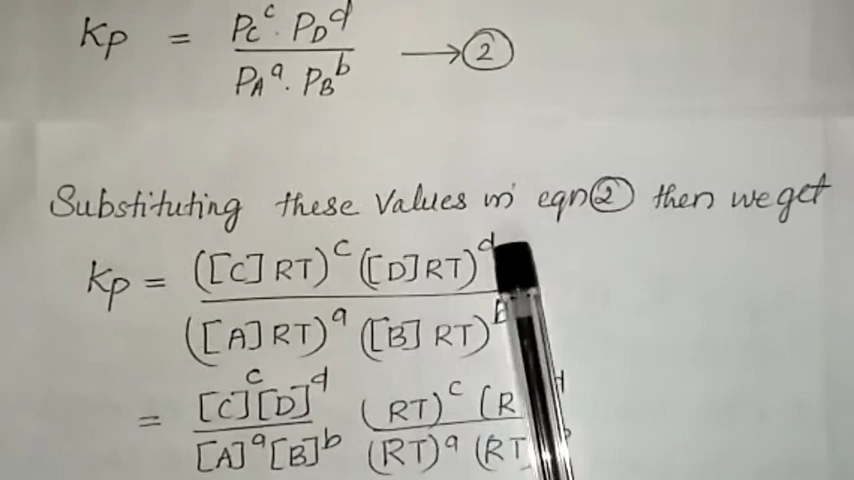 Kp = PC^c · PD^d / PA^a · PB^b → ②
Substituting these Values in eqn② then we get
Kp = ([C] RT)^c ([D] RT)^d / ([A] RT)^a ([B] RT)^b
= [C]^c [D]^d / [A]^a [B]^b (RT)^c (R / (RT)^a (RT